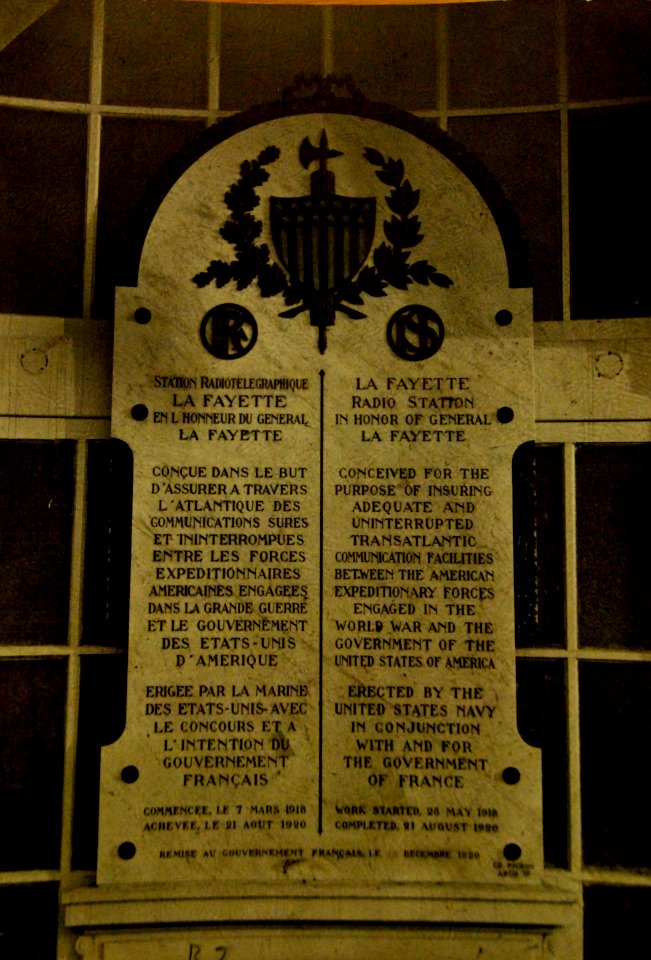 RF
US
STATION RADIOTELEGRAPHIQUE
LA FAYETTE
EN L HONNEUR DU GENERAL
LA FAYETTE
CONÇUE DANS LE BUT
D'ASSURER A TRAVERS
L'ATLANTIQUE DES
COMMUNICATIONS SURES
ET ININTERROMPUES
ENTRE LES FORCES
EXPEDITIONNAIRES
AMERICAINES ENGAGEES
DANS LA GRANDE GUERRE
ET LE GOUVERNEMENT
DES ETATS-UNIS
D'AMERIQUE
ERIGEE PAR LA MARINE
DES ETATS-UNIS-AVEC
LE CONCOURS ET A
L'INTENTION DU
GOUVERNEMENT
FRANÇAIS
COMMENCEE, LE 7 MARS 1918
ACHEVEE, LE 21 AOUT 1920
LA FAYETTE
RADIO STATION
IN HONOR OF GENERAL
LA FAYETTE
CONCEIVED FOR THE
PURPOSE OF INSURING
ADEQUATE AND
UNINTERRUPTED
TRANSATLANTIC
COMMUNICATION FACILITIES
BETWEEN THE AMERICAN
EXPEDITIONARY FORCES
ENGAGED IN THE
WORLD WAR AND THE
GOVERNMENT OF THE
UNITED STATES OF AMERICA
ERECTED BY THE
UNITED STATES NAVY
IN CONJUNCTION
WITH AND FOR
THE GOVERNMENT
OF FRANCE
WORK STARTED, 28 MAY 1918
COMPLETED, 21 AUGUST 1920
REMISE AU GOUVERNEMENT FRANÇAIS, LE DECEMBRE 1920